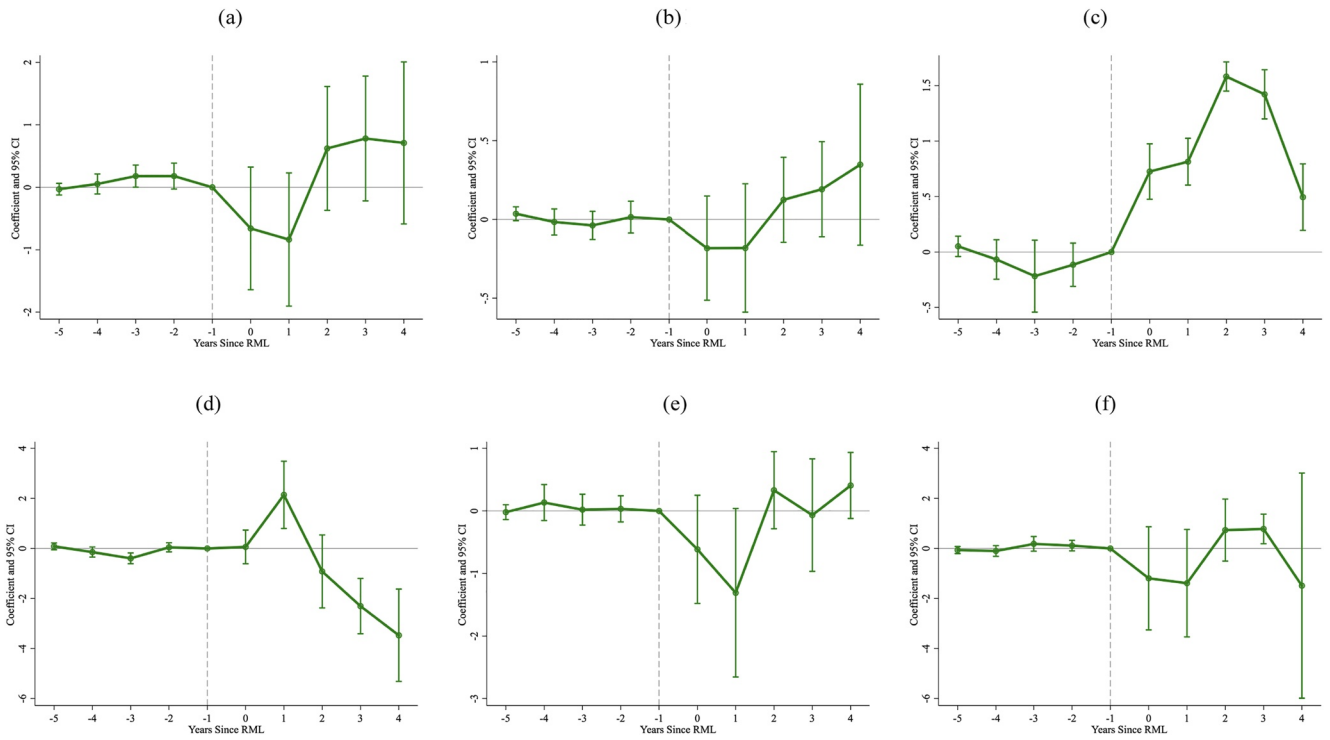 (a)
Coefficient and 95% CI
2
1
0
-1
-2
-5 -4 -3 -2 -1 0 1 2 3 4
Years Since RML
(b)
Coefficient and 95% CI
1
.5
0
-.5
-5 -4 -3 -2 -1 0 1 2 3 4
Years Since RML
(c)
Coefficient and 95% CI
1.5
1
.5
0
-.5
-5 -4 -3 -2 -1 0 1 2 3 4
Years Since RML
(d)
Coefficient and 95% CI
4
2
0
-2
-4
-6
-5 -4 -3 -2 -1 0 1 2 3 4
Years Since RML
(e)
Coefficient and 95% CI
1
0
-1
-2
-3
-5 -4 -3 -2 -1 0 1 2 3 4
Years Since RML
(f)
Coefficient and 95% CI
4
2
0
-2
-4
-6
-5 -4 -3 -2 -1 0 1 2 3 4
Years Since RML